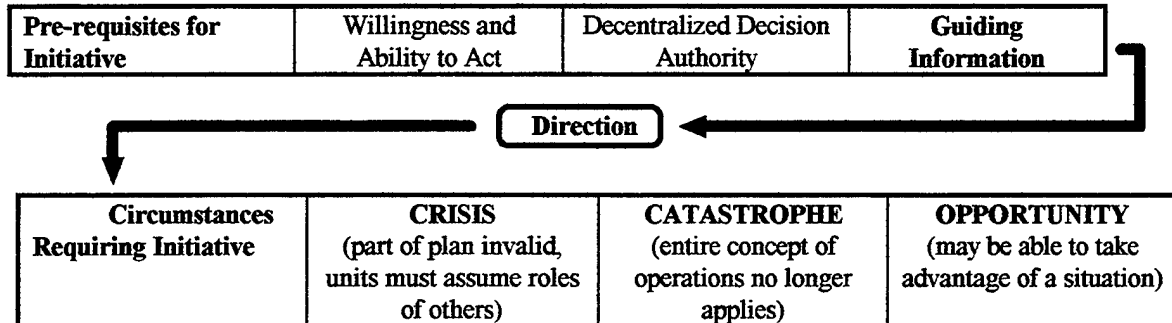 Pre-requisites for Initiative
Willingness and Ability to Act
Decentralized Decision Authority
Guiding Information
Direction
Circumstances Requiring Initiative
CRISIS
(part of plan invalid,
units must assume roles
of others)
CATASTROPHE
(entire concept of
operations no longer
applies)
OPPORTUNITY
(may be able to take
advantage of a situation)